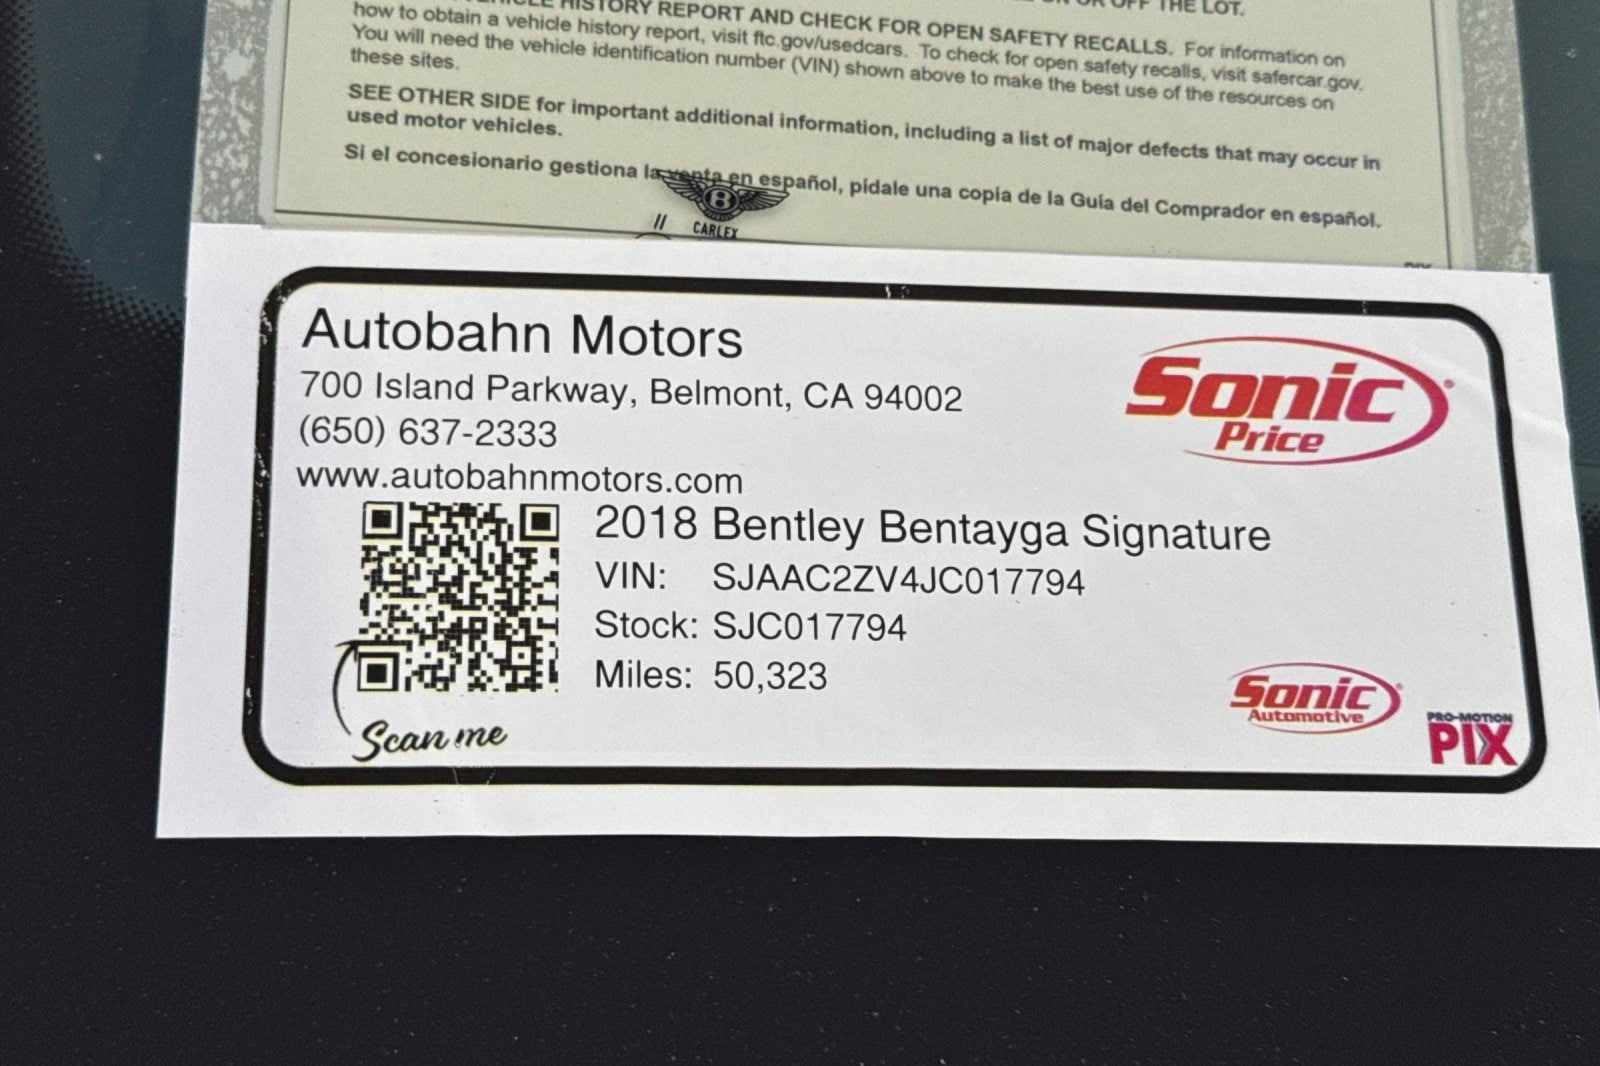 HISTORY REPORT AND CHECK FOR OPEN SAFETY RECALLS. For information on
how to obtain a vehicle history report, visit ftc.gov/usedcars. To check for open safety recalls, visit safercar.gov.
You will need the vehicle identification number (VIN) shown above to make the best use of the resources on
these sites.
SEE OTHER SIDE for important additional information, including a list of major defects that may occur in
used motor vehicles.
Si el concesionario gestiona la venta en español, pídale una copia de la Guía del Comprador en español.
B
CARLEX
Autobahn Motors
700 Island Parkway, Belmont, CA 94002
(650) 637-2333
www.autobahnmotors.com
Sonic
Price
2018 Bentley Bentayga Signature
VIN: SJAAC2ZV4JC017794
Stock: SJC017794
Miles: 50,323
Scan me
Sonic
Automotive
PRO-MOTION
PIX